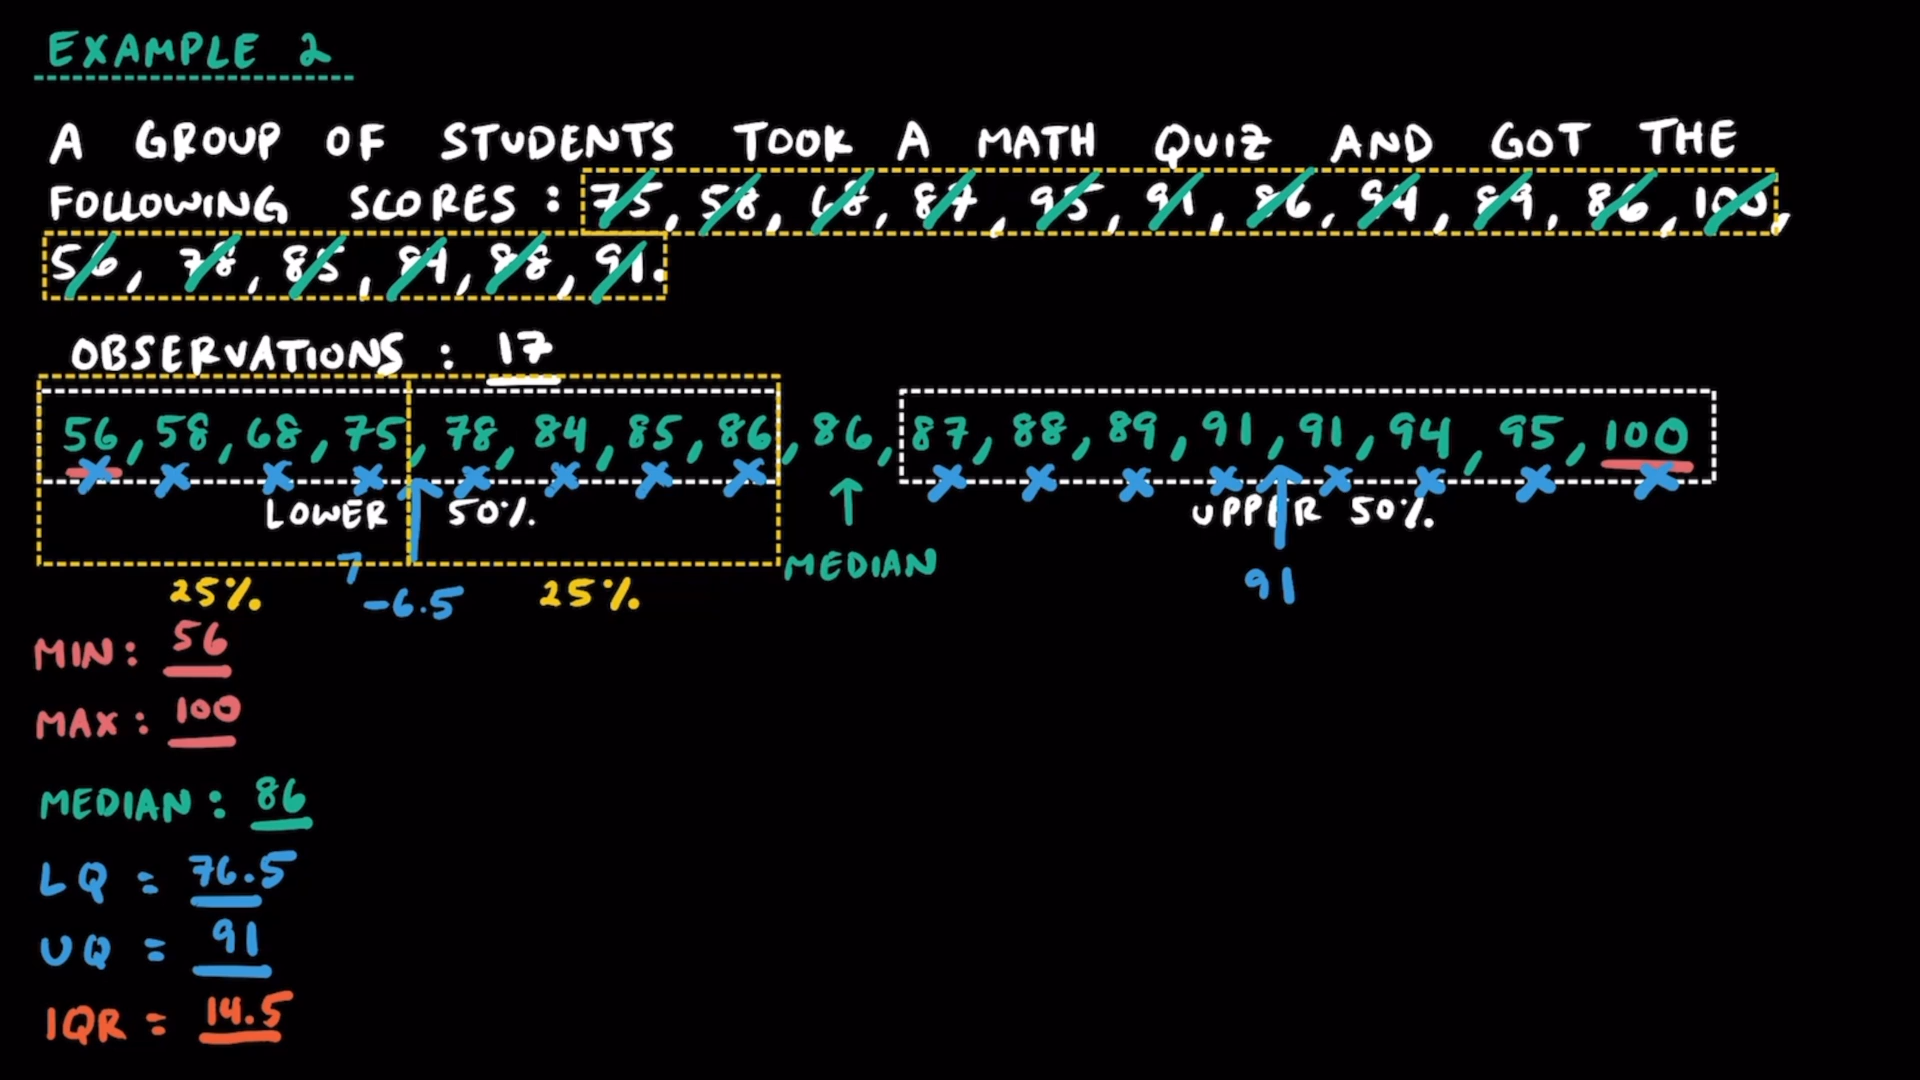 EXAMPLE 2
A GROUP OF STUDENTS TOOK A MATH QUIZ AND GOT THE
FOLLOWING SCORES : 75, 58, 68, 87, 95, 91, 86, 94, 89, 86, 100,
56, 78, 85, 84, 88, 91.
OBSERVATIONS : 17
56, 58, 68, 75, 78, 84, 85, 86, 86, 87, 88, 89, 91, 91, 94, 95, 100
LOWER 50% UPPER 50%
MEDIAN
7-6.5 91
25% 25%
MIN: 56
MAX: 100
MEDIAN: 86
LQ = 76.5
UQ = 91
IQR = 14.5